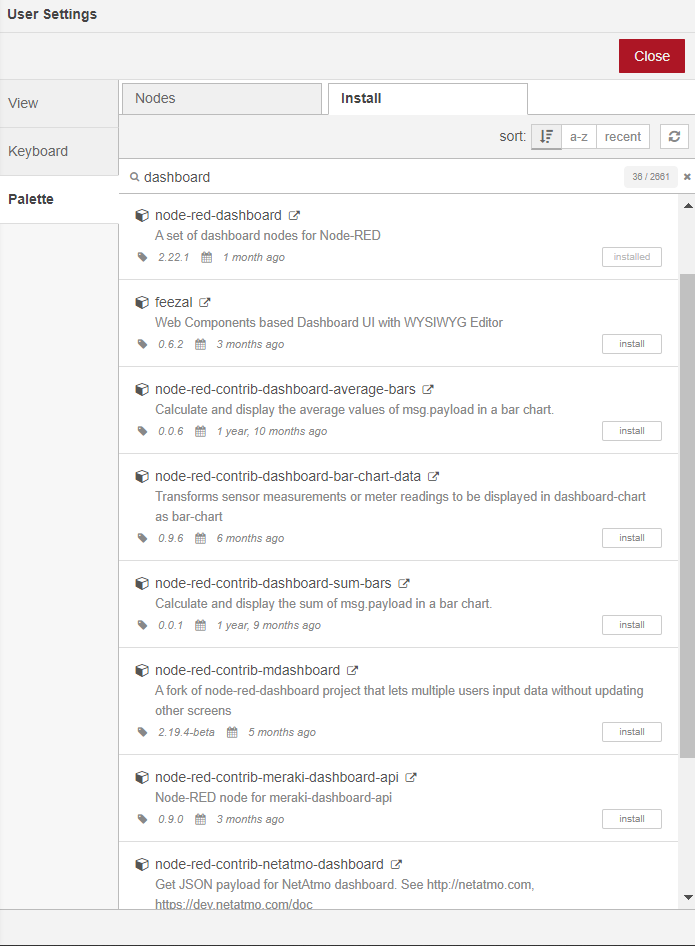 User Settings
Close
View
Keyboard
Palette
Nodes
Install
sort:
a-z
recent
dashboard
36 / 2661
node-red-dashboard
A set of dashboard nodes for Node-RED
2.22.1 1 month ago
installed
feezal
Web Components based Dashboard UI with WYSIWYG Editor
0.6.2 3 months ago
install
node-red-contrib-dashboard-average-bars
Calculate and display the average values of msg.payload in a bar chart.
0.0.6 1 year, 10 months ago
install
node-red-contrib-dashboard-bar-chart-data
Transforms sensor measurements or meter readings to be displayed in dashboard-chart
as bar-chart
0.9.6 6 months ago
install
node-red-contrib-dashboard-sum-bars
Calculate and display the sum of msg.payload in a bar chart.
0.0.1 1 year, 9 months ago
install
node-red-contrib-mdashboard
A fork of node-red-dashboard project that lets multiple users input data without updating
other screens
2.19.4-beta 5 months ago
install
node-red-contrib-meraki-dashboard-api
Node-RED node for meraki-dashboard-api
0.9.0 3 months ago
install
node-red-contrib-netatmo-dashboard
Get JSON payload for NetAtmo dashboard. See http://netatmo.com,
https://dev.netatmo.com/doc